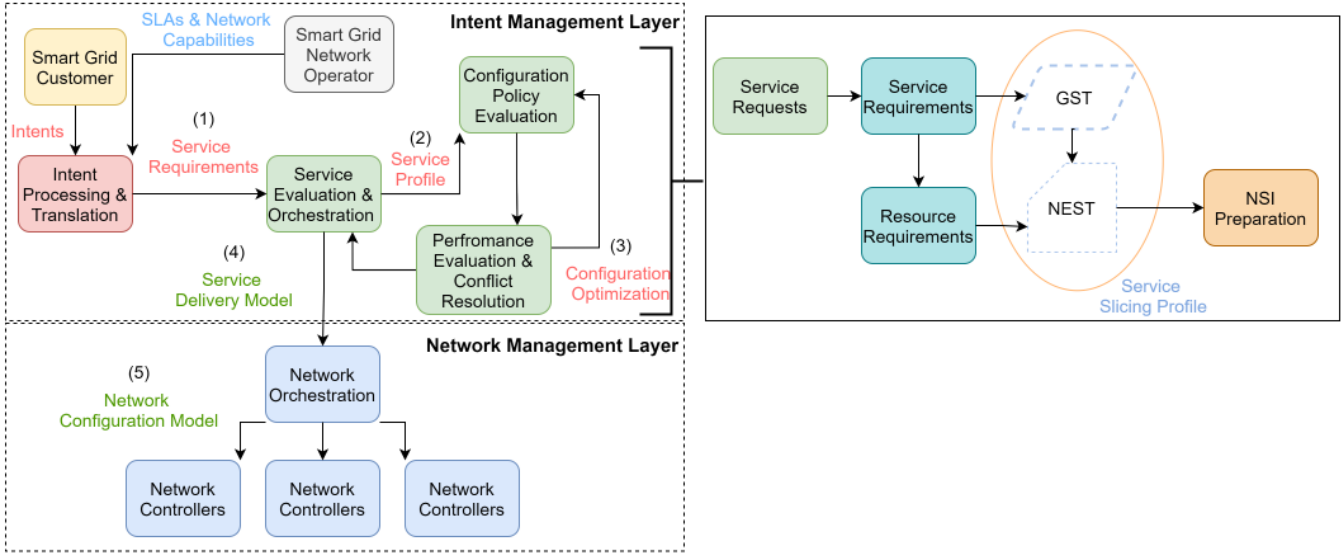 SLAs & Network
Capabilities
Intent Management Layer
Smart Grid
Customer
Smart Grid
Network
Operator
Configuration
Policy
Evaluation
Intents
(1)
Service
Requirements
(2)
Service
Profile
Intent
Processing &
Translation
Service
Evaluation &
Orchestration
Perfromance
Evaluation &
Conflict
Resolution
(3)
Configuration
Optimization
(4)
Service
Delivery Model
Network Management Layer
Network
Orchestration
(5)
Network
Configuration Model
Network
Controllers
Network
Controllers
Network
Controllers
Service
Requests
Service
Requirements
GST
Resource
Requirements
NEST
NSI
Preparation
Service
Slicing Profile